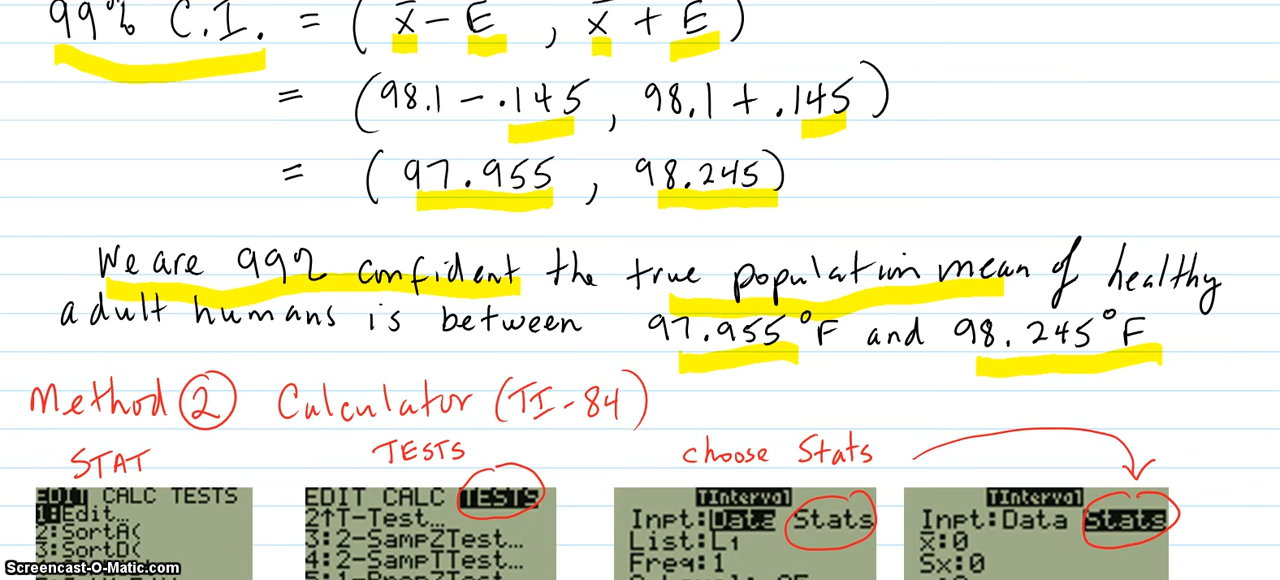 99% C.I. = ( x̄ - E , x̄ + E )
= (98.1 - .145 , 98.1 + .145)
= ( 97.955 , 98.245)
We are 99% confident the true population mean of healthy
adult humans is between 97.955°F and 98.245°F
Method ② Calculator (TI-84)
STAT TESTS choose Stats
EDIT CALC TESTS
1:Edit…
2:SortA(
3:SortD(
EDIT CALC TESTS
2↑T-Test…
3:2-SampZTest…
4:2-SampTTest…
5:1-PropZTest
TInterval
Inpt:Data Stats
List:L₁
Freq:1
TInterval
Inpt:Data Stats
x̄:0
Sx:0
Screencast-O-Matic.com